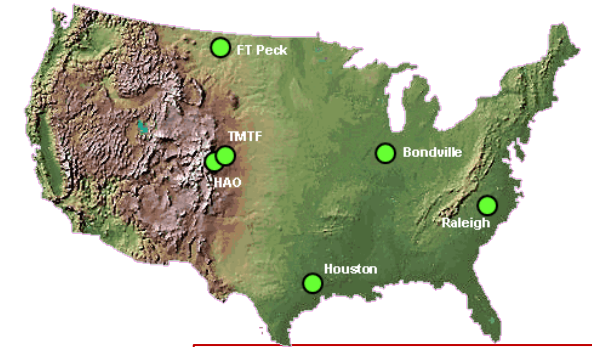 FT Peck
TMTF
HAO
Bondville
Raleigh
Houston